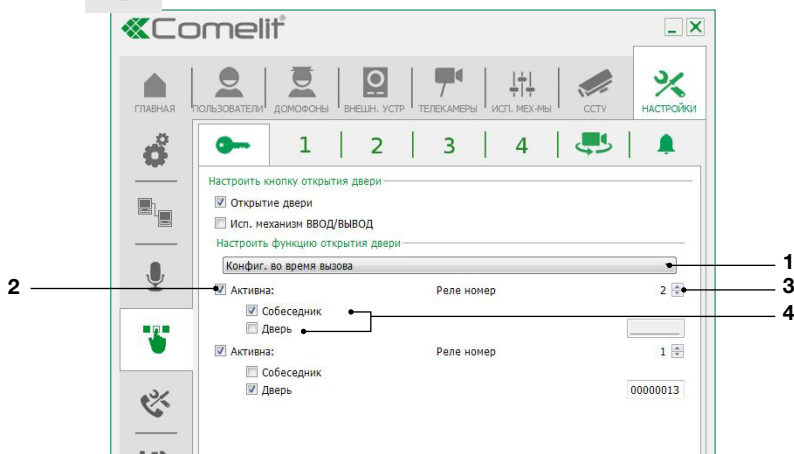 Comelit®
ГЛАВНАЯ ПОЛЬЗОВАТЕЛИ ДОМОФОНЫ ВНЕШН. УСТР ТЕЛЕКАМЕРЫ ИСП. МЕХ-МЫ CCTV НАСТРОЙКИ
1 2 3 4
Настроить кнопку открытия двери
Открытие двери
Исп. механизм ВВОД/ВЫВОД
Настроить функцию открытия двери
Конфиг. во время вызова 1
2 Активна: Реле номер 2 3
Собеседник 4
Дверь
Активна: Реле номер 1
Собеседник
Дверь 00000013